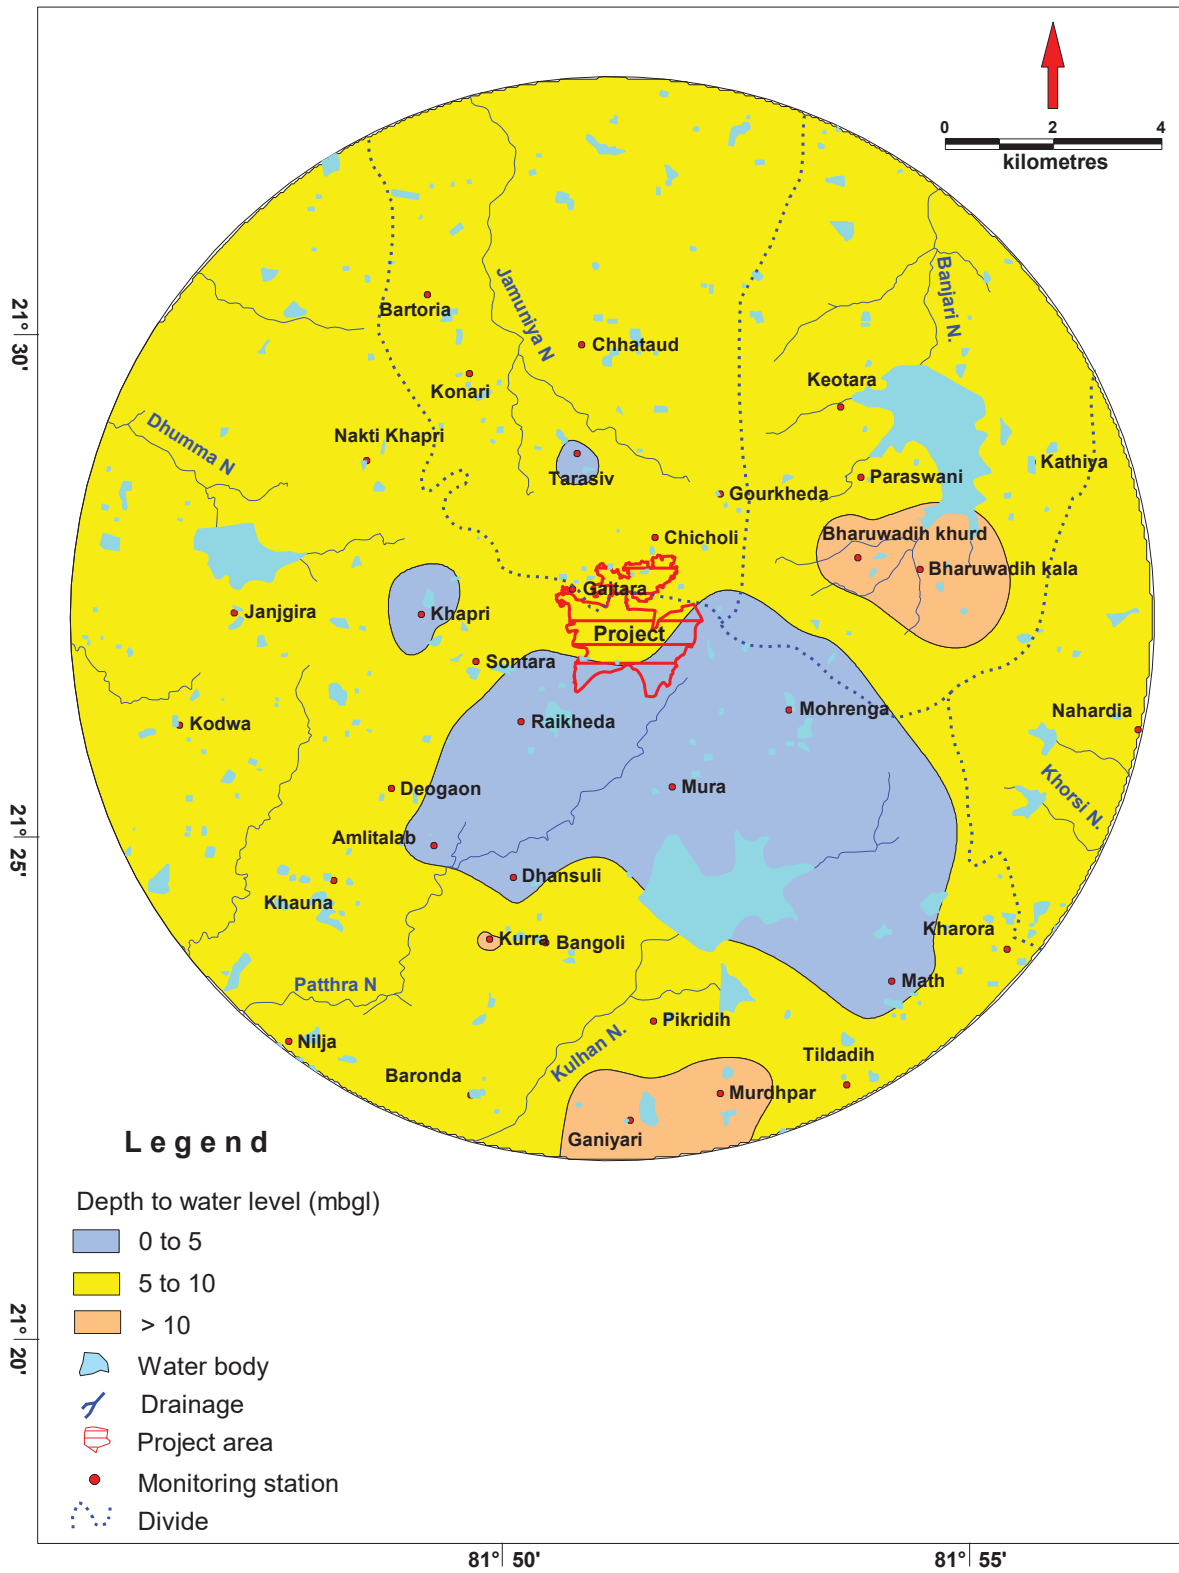 0 2 4
kilometres
21° 30'
21° 25'
21° 20'
Jamuniya N
Banjari N.
Bartoria
Chhataud
Konari
Keotara
Dhumma N
Nakti Khapri
Tarasiv
Kathiya
Paraswani
Gourkheda
Chicholi
Bharuwadih khurd
Bharuwadih kala
Gaitara
Janjgira
Khapri
Project
Sontara
Kodwa
Raikheda
Mohrenga
Nahardia
Deogaon
Mura
Khorsi N.
Amlitalab
Dhansuli
Khauna
Kharora
Kurra
Bangoli
Math
Patthra N
Pikridih
Nilja
Kulhan N.
Tildadih
Baronda
Murdhpar
Ganiyari
Legend
Depth to water level (mbgl)
0 to 5
5 to 10
> 10
Water body
Drainage
Project area
Monitoring station
Divide
81° 50'
81° 55'